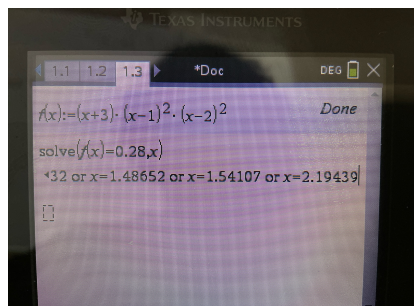 TEXAS INSTRUMENTS
1.1 1.2 1.3 *Doc DEG
f(x):=(x+3)·(x−1)²·(x−2)² Done
solve(f(x)=0.28,x)
◂32 or x=1.48652 or x=1.54107 or x=2.19439